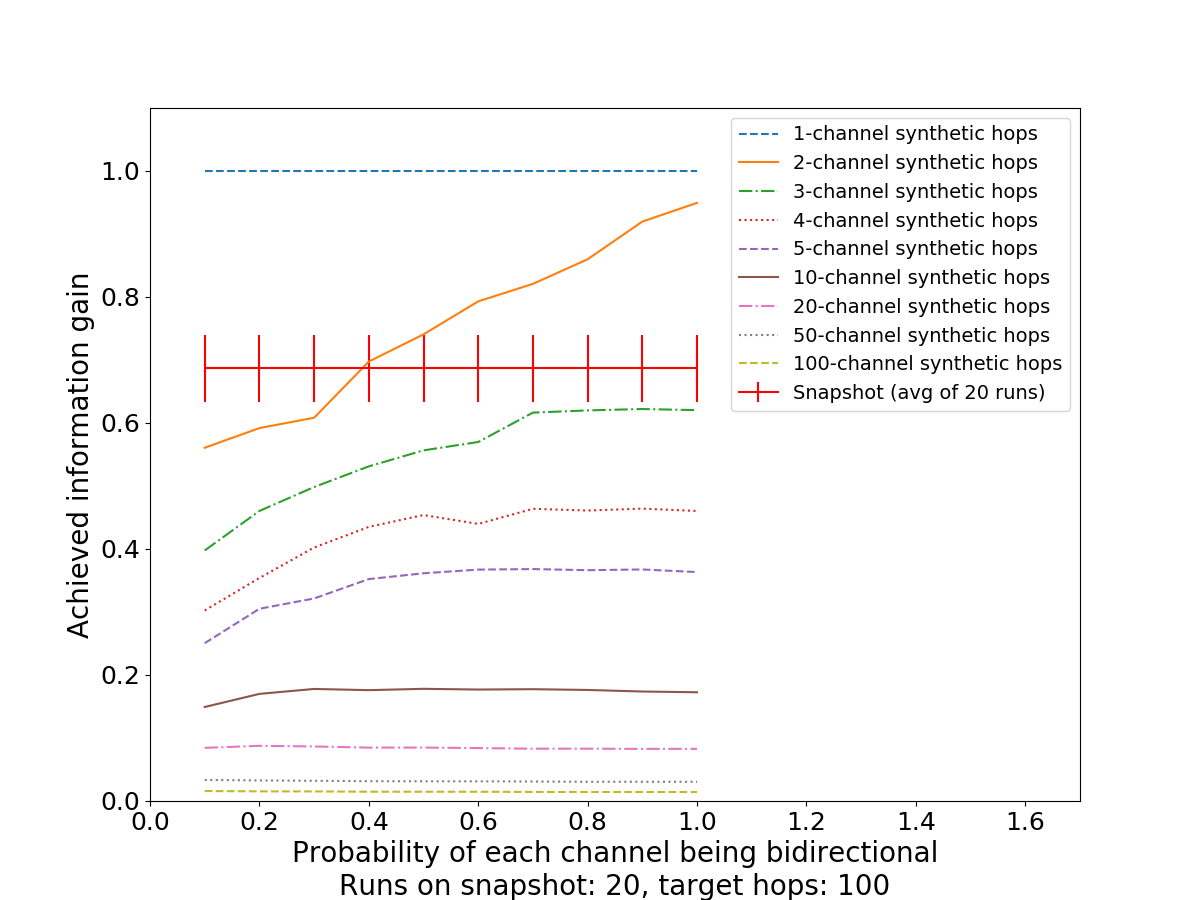 1.0
0.8
0.6
0.4
0.2
0.0
Achieved information gain
1-channel synthetic hops
2-channel synthetic hops
3-channel synthetic hops
4-channel synthetic hops
5-channel synthetic hops
10-channel synthetic hops
20-channel synthetic hops
50-channel synthetic hops
100-channel synthetic hops
Snapshot (avg of 20 runs)
0.0 0.2 0.4 0.6 0.8 1.0 1.2 1.4 1.6
Probability of each channel being bidirectional
Runs on snapshot: 20, target hops: 100